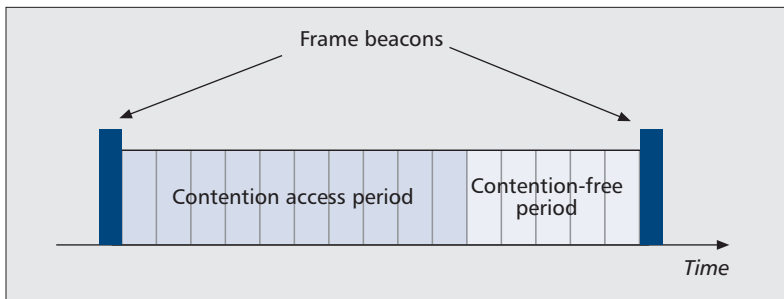 Frame beacons
Contention access period
Contention-free
period
Time